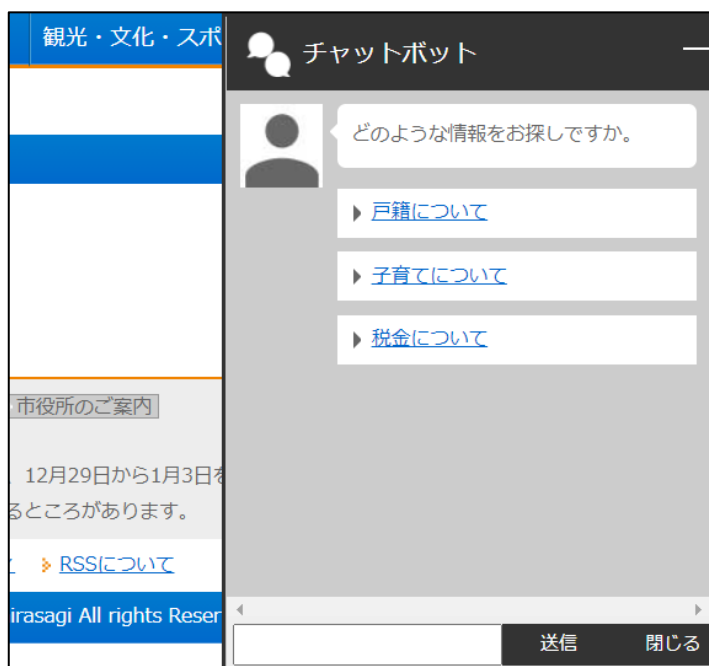 観光・文化・スポ
チャットボット
どのような情報をお探しですか。
戸籍について
子育てについて
税金について
市役所のご案内
12月29日から1月3日を
るところがあります。
RSSについて
irasagi All rights Reser
送信 閉じる